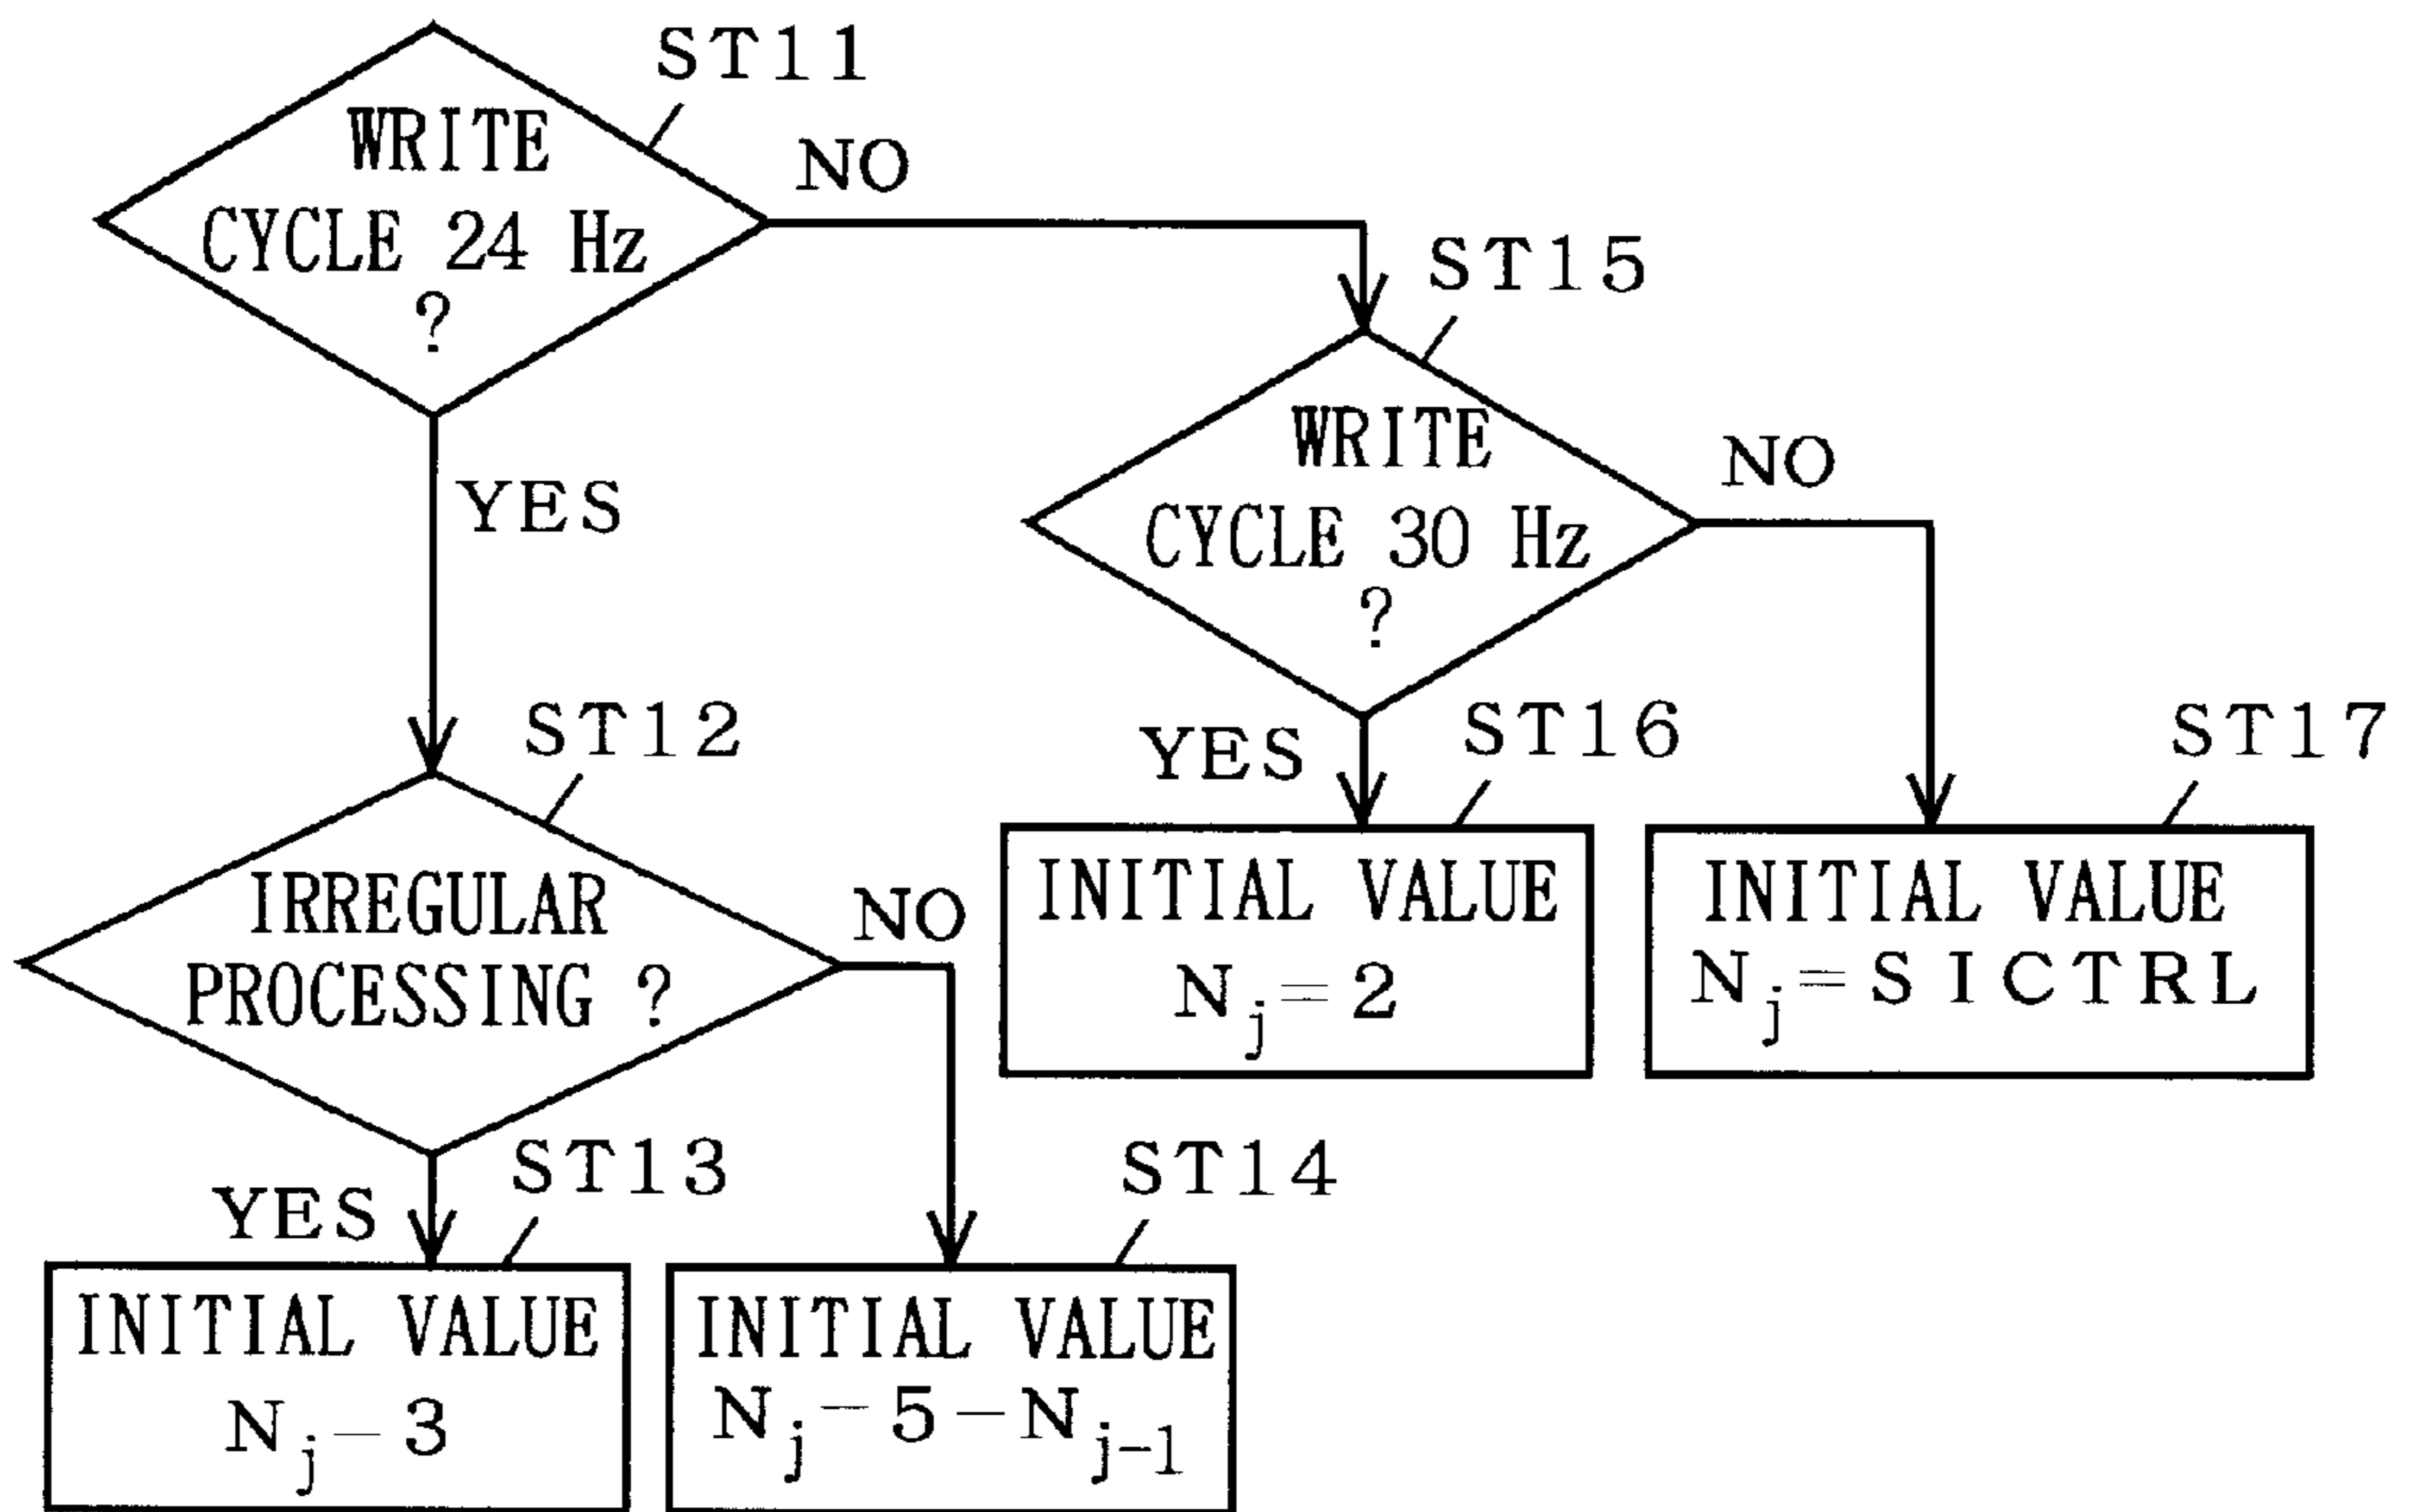 ST11
WRITE
CYCLE 24 Hz
?
NO
YES
ST15
WRITE
CYCLE 30 Hz
?
NO
YES
ST12
IRREGULAR
PROCESSING ?
NO
YES
ST16
INITIAL VALUE
Nj=2
ST17
INITIAL VALUE
Nj=SICTRL
ST13
INITIAL VALUE
Nj−3
ST14
INITIAL VALUE
Nj−5−Nj−1